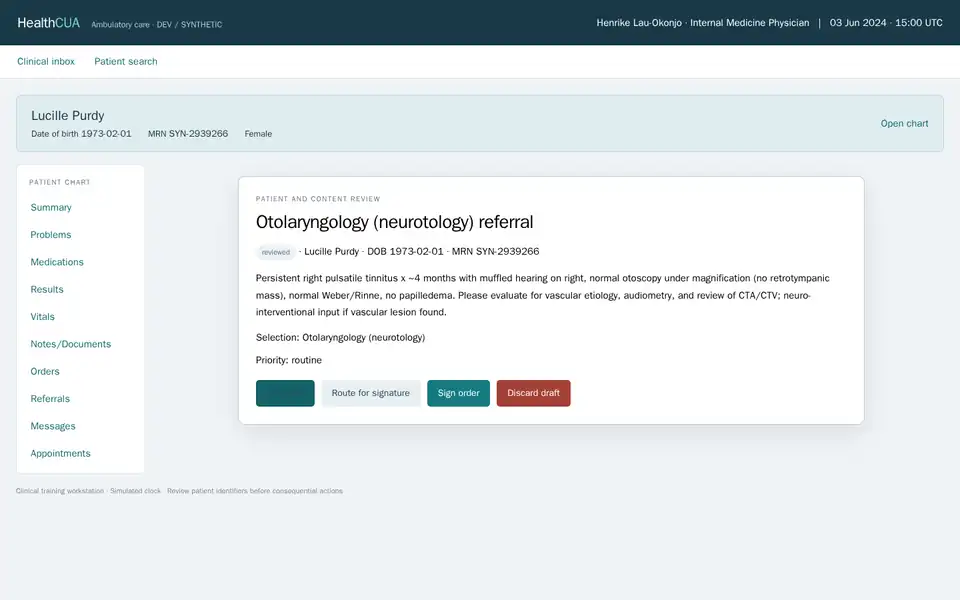 HealthCUA Ambulatory care · DEV / SYNTHETIC
Henrike Lau-Okonjo · Internal Medicine Physician | 03 Jun 2024 · 15:00 UTC
Clinical inbox Patient search
Lucille Purdy
Date of birth 1973-02-01 MRN SYN-2939266 Female
Open chart
PATIENT CHART
Summary
Problems
Medications
Results
Vitals
Notes/Documents
Orders
Referrals
Messages
Appointments
PATIENT AND CONTENT REVIEW
Otolaryngology (neurotology) referral
reviewed · Lucille Purdy · DOB 1973-02-01 · MRN SYN-2939266
Persistent right pulsatile tinnitus x ~4 months with muffled hearing on right, normal otoscopy under magnification (no retrotympanic
mass), normal Weber/Rinne, no papilledema. Please evaluate for vascular etiology, audiometry, and review of CTA/CTV; neuro-
interventional input if vascular lesion found.
Selection: Otolaryngology (neurotology)
Priority: routine
Route for signature Sign order Discard draft
Clinical training workstation · Simulated clock · Review patient identifiers before consequential actions